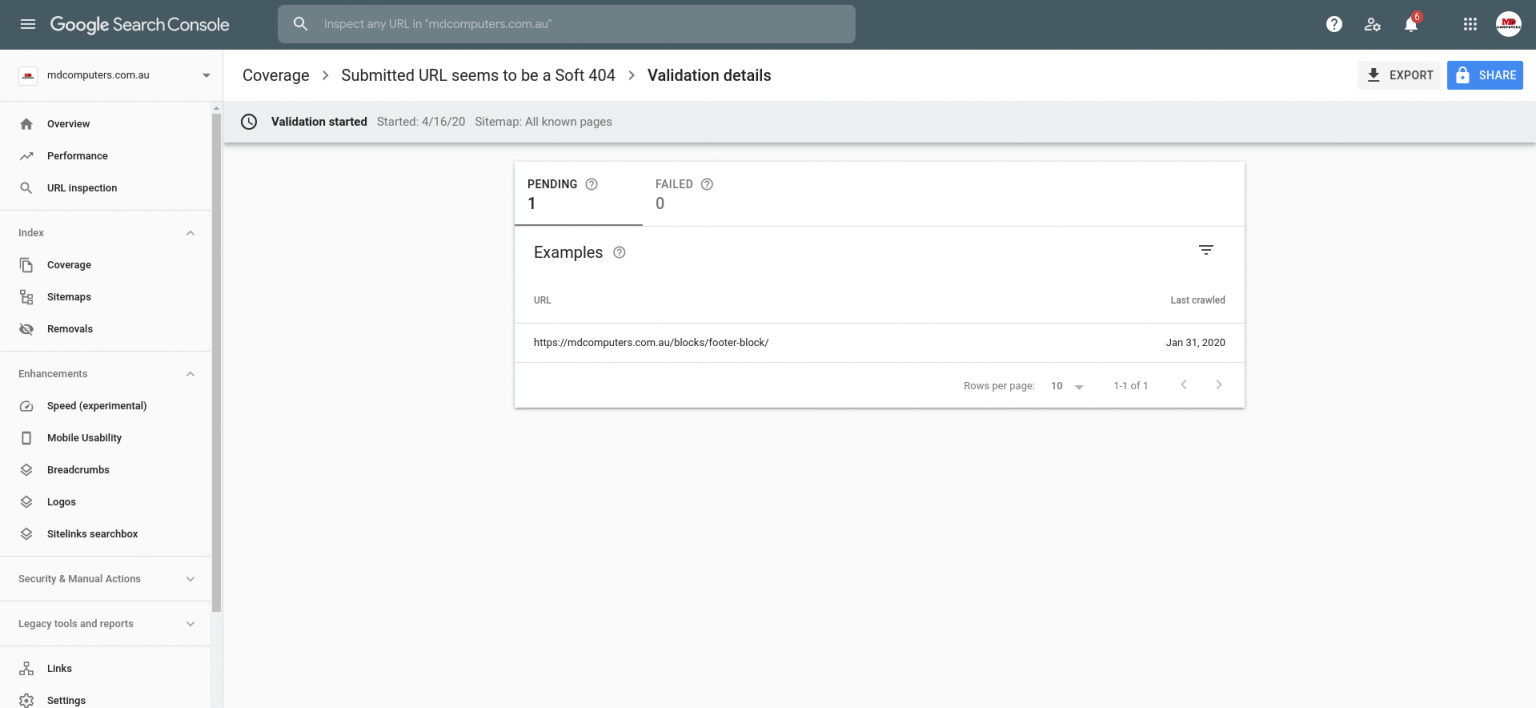 Google Search Console
Inspect any URL in "mdcomputers.com.au"
6
MD
mdcomputers.com.au
Coverage > Submitted URL seems to be a Soft 404 > Validation details
EXPORT
SHARE
Validation started Started: 4/16/20 Sitemap: All known pages
Overview
Performance
URL inspection
Index
Coverage
Sitemaps
Removals
Enhancements
Speed (experimental)
Mobile Usability
Breadcrumbs
Logos
Sitelinks searchbox
Security & Manual Actions
Legacy tools and reports
Links
Settings
PENDING
1
FAILED
0
Examples
URL Last crawled
https://mdcomputers.com.au/blocks/footer-block/ Jan 31, 2020
Rows per page: 10 1-1 of 1